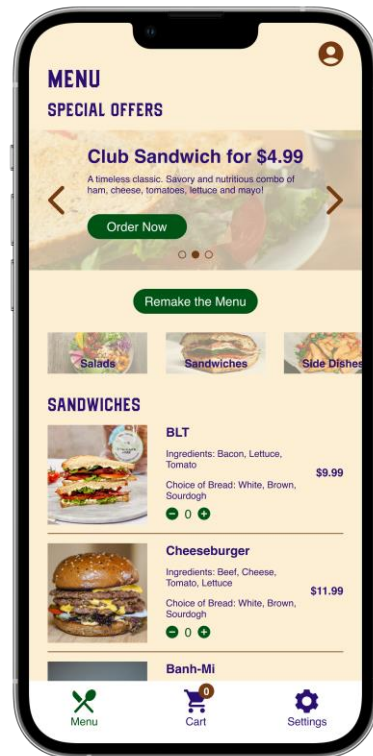 MENU
SPECIAL OFFERS
Club Sandwich for $4.99
A timeless classic. Savory and nutritious combo of
ham, cheese, tomatoes, lettuce and mayo!
Order Now
Remake the Menu
Salads
Sandwiches
Side Dishes
SANDWICHES
BLT
Ingredients: Bacon, Lettuce,
Tomato
$9.99
Choice of Bread: White, Brown,
Sourdogh
0
Cheeseburger
Ingredients: Beef, Cheese,
Tomato, Lettuce
$11.99
Choice of Bread: White, Brown,
Sourdogh
0
Banh-Mi
0
Menu
Cart
Settings